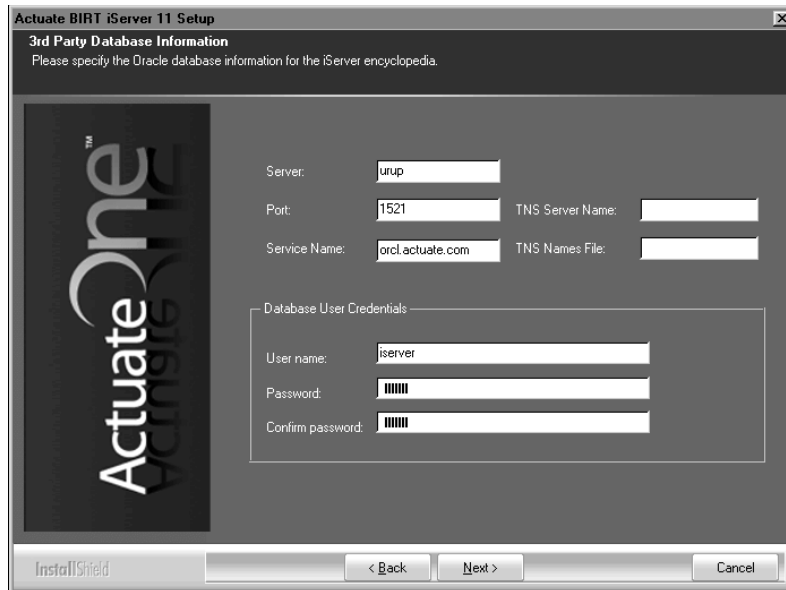 Actuate BIRT iServer 11 Setup
3rd Party Database Information
Please specify the Oracle database information for the iServer encyclopedia.
ActuateOne™
Server: urup
Port: 1521 TNS Server Name:
Service Name: orcl.actuate.com TNS Names File:
Database User Credentials
User name: iserver
Password:
Confirm password:
InstallShield
< Back Next > Cancel